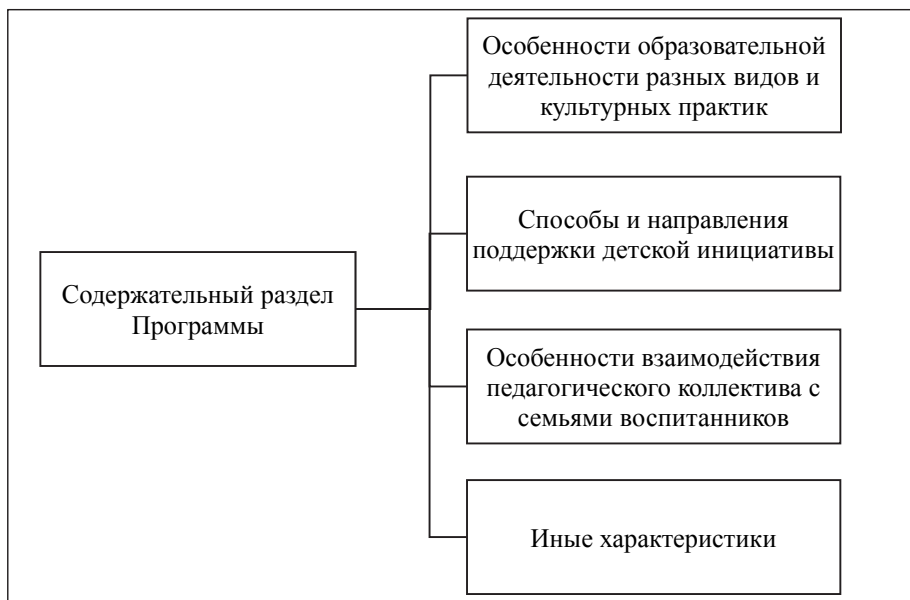 Особенности образовательной
деятельности разных видов и
культурных практик
Способы и направления
поддержки детской инициативы
Содержательный раздел
Программы
Особенности взаимодействия
педагогического коллектива с
семьями воспитанников
Иные характеристики